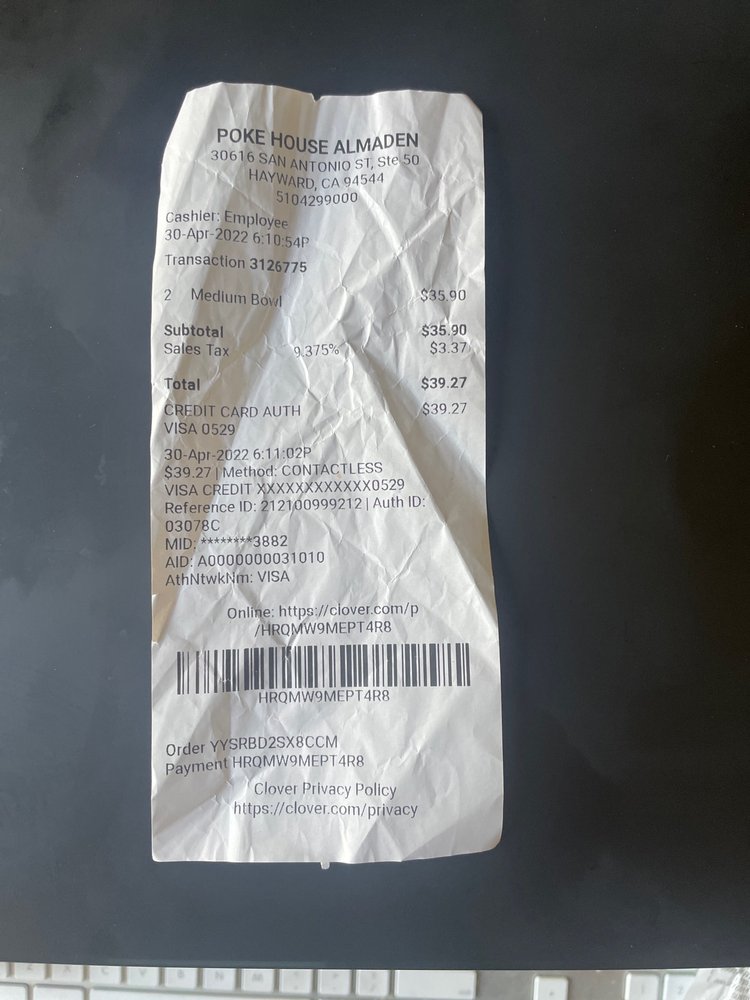 POKE HOUSE ALMADEN
30616 SAN ANTONIO ST, Ste 50
HAYWARD, CA 94544
5104299000
Cashier: Employee
30-Apr-2022 6:10:54P
Transaction 3126775
2 Medium Bowl $35.90
Subtotal $35.90
Sales Tax 9.375% $3.37
Total $39.27
CREDIT CARD AUTH $39.27
VISA 0529
30-Apr-2022 6:11:02P
$39.27 | Method: CONTACTLESS
VISA CREDIT XXXXXXXXXXXX0529
Reference ID: 212100999212 | Auth ID:
03078C
MID: ********3882
AID: A0000000031010
AthNtwkNm: VISA
Online: https://clover.com/p
/HRQMW9MEPT4R8
HRQMW9MEPT4R8
Order YYSRBD2SX8CCM
Payment HRQMW9MEPT4R8
Clover Privacy Policy
https://clover.com/privacy